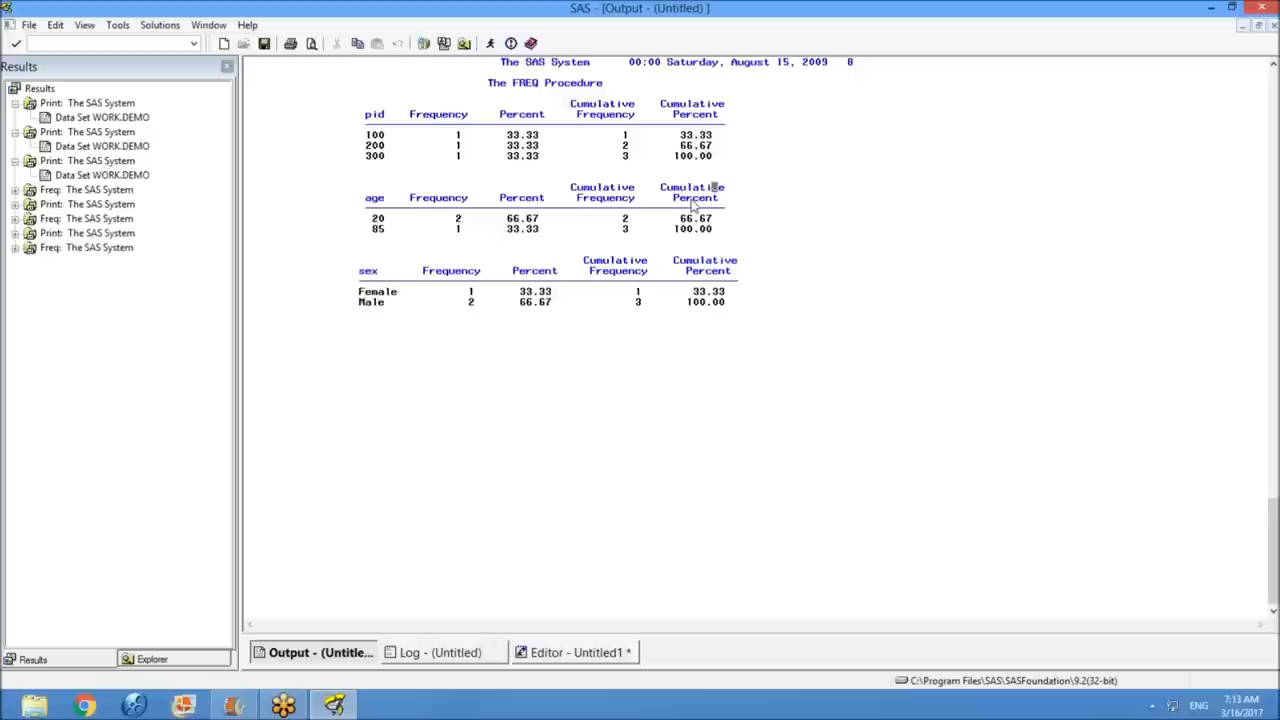 SAS - [Output - (Untitled) ]
File Edit View Tools Solutions Window Help
Results
Results
Print: The SAS System
Data Set WORK.DEMO
Print: The SAS System
Data Set WORK.DEMO
Print: The SAS System
Data Set WORK.DEMO
Freq: The SAS System
Print: The SAS System
Freq: The SAS System
Print: The SAS System
Freq: The SAS System
The SAS System 00:00 Saturday, August 15, 2009 8
The FREQ Procedure
Cumulative Cumulative
pid Frequency Percent Frequency Percent
100 1 33.33 1 33.33
200 1 33.33 2 66.67
300 1 33.33 3 100.00
Cumulative Cumulative
age Frequency Percent Frequency Percent
20 2 66.67 2 66.67
85 1 33.33 3 100.00
Cumulative Cumulative
sex Frequency Percent Frequency Percent
Female 1 33.33 1 33.33
Male 2 66.67 3 100.00
Results Explorer
Output - (Untitle... Log - (Untitled) Editor - Untitled1 *
C:\Program Files\SAS\SASFoundation\9.2(32-bit)
ENG 7:13 AM
3/16/2017